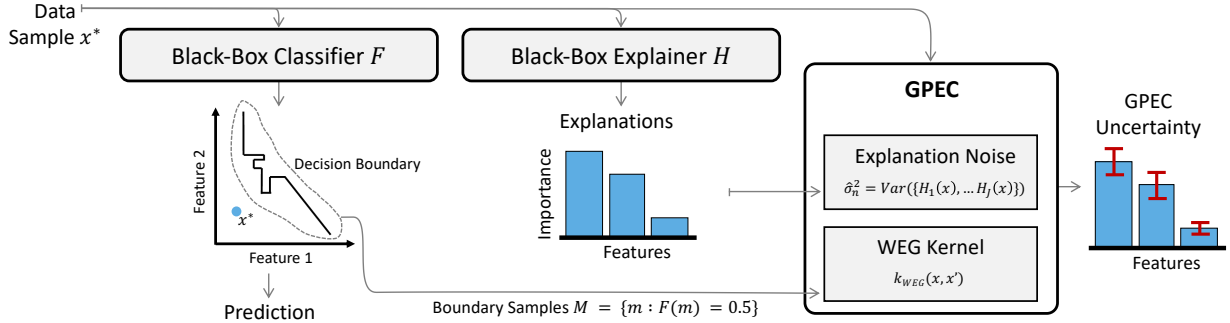 Data
Sample x*
Black-Box Classifier F
Black-Box Explainer H
GPEC
Feature 2
Decision Boundary
x*
Feature 1
Prediction
Explanations
Importance
Features
Explanation Noise
σ̂²ₙ = Var({H₁(x), … H_J(x)})
WEG Kernel
k_WEG(x, x′)
Boundary Samples M = {m : F(m) = 0.5}
GPEC
Uncertainty
Features